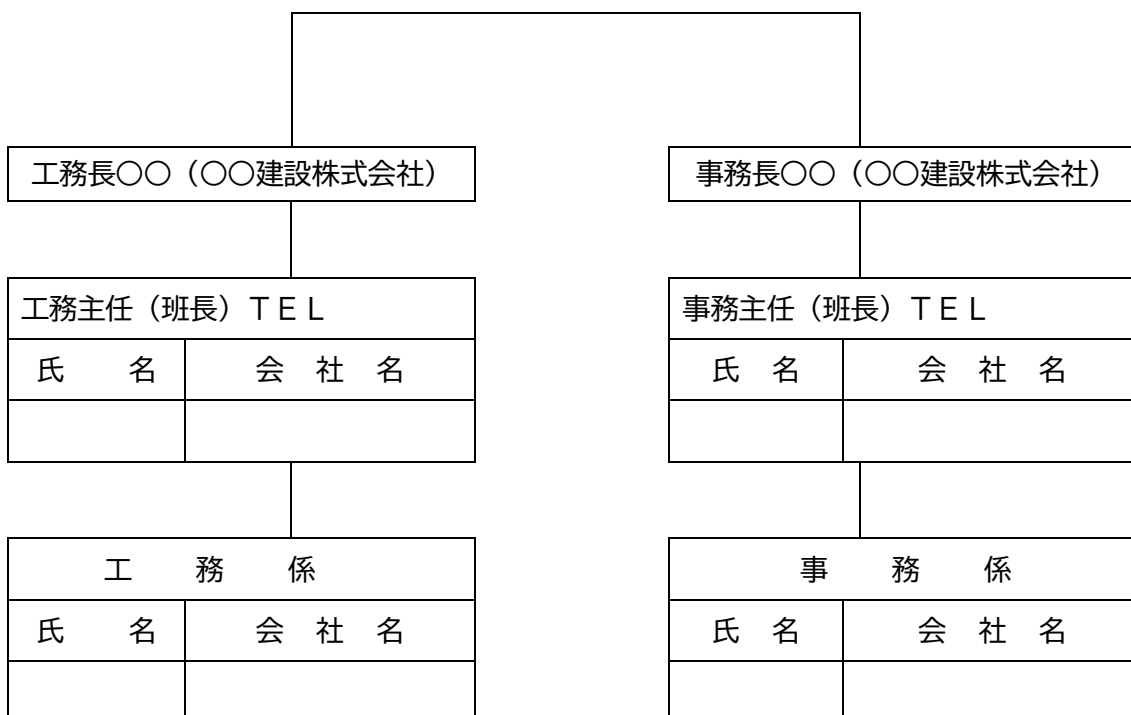 工務長○○（○○建設株式会社）
事務長○○（○○建設株式会社）
工務主任（班長）ＴＥＬ
事務主任（班長）ＴＥＬ
氏　　名　会　社　名
氏　名　会　社　名
工　　務　　係
事　　務　　係
氏　　名　会　社　名
氏　名　会　社　名